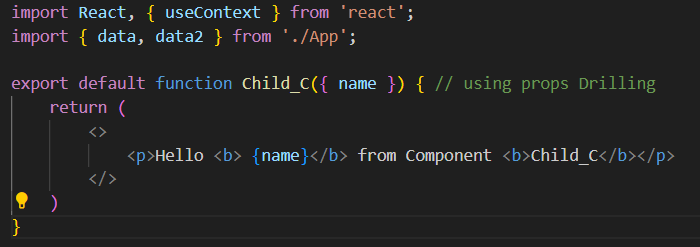 import React, { useContext } from 'react';
import { data, data2 } from './App';
export default function Child_C({ name }) { // using props Drilling
return (
<>
<p>Hello <b> {name}</b> from Component <b>Child_C</b></p>
</>
)
}